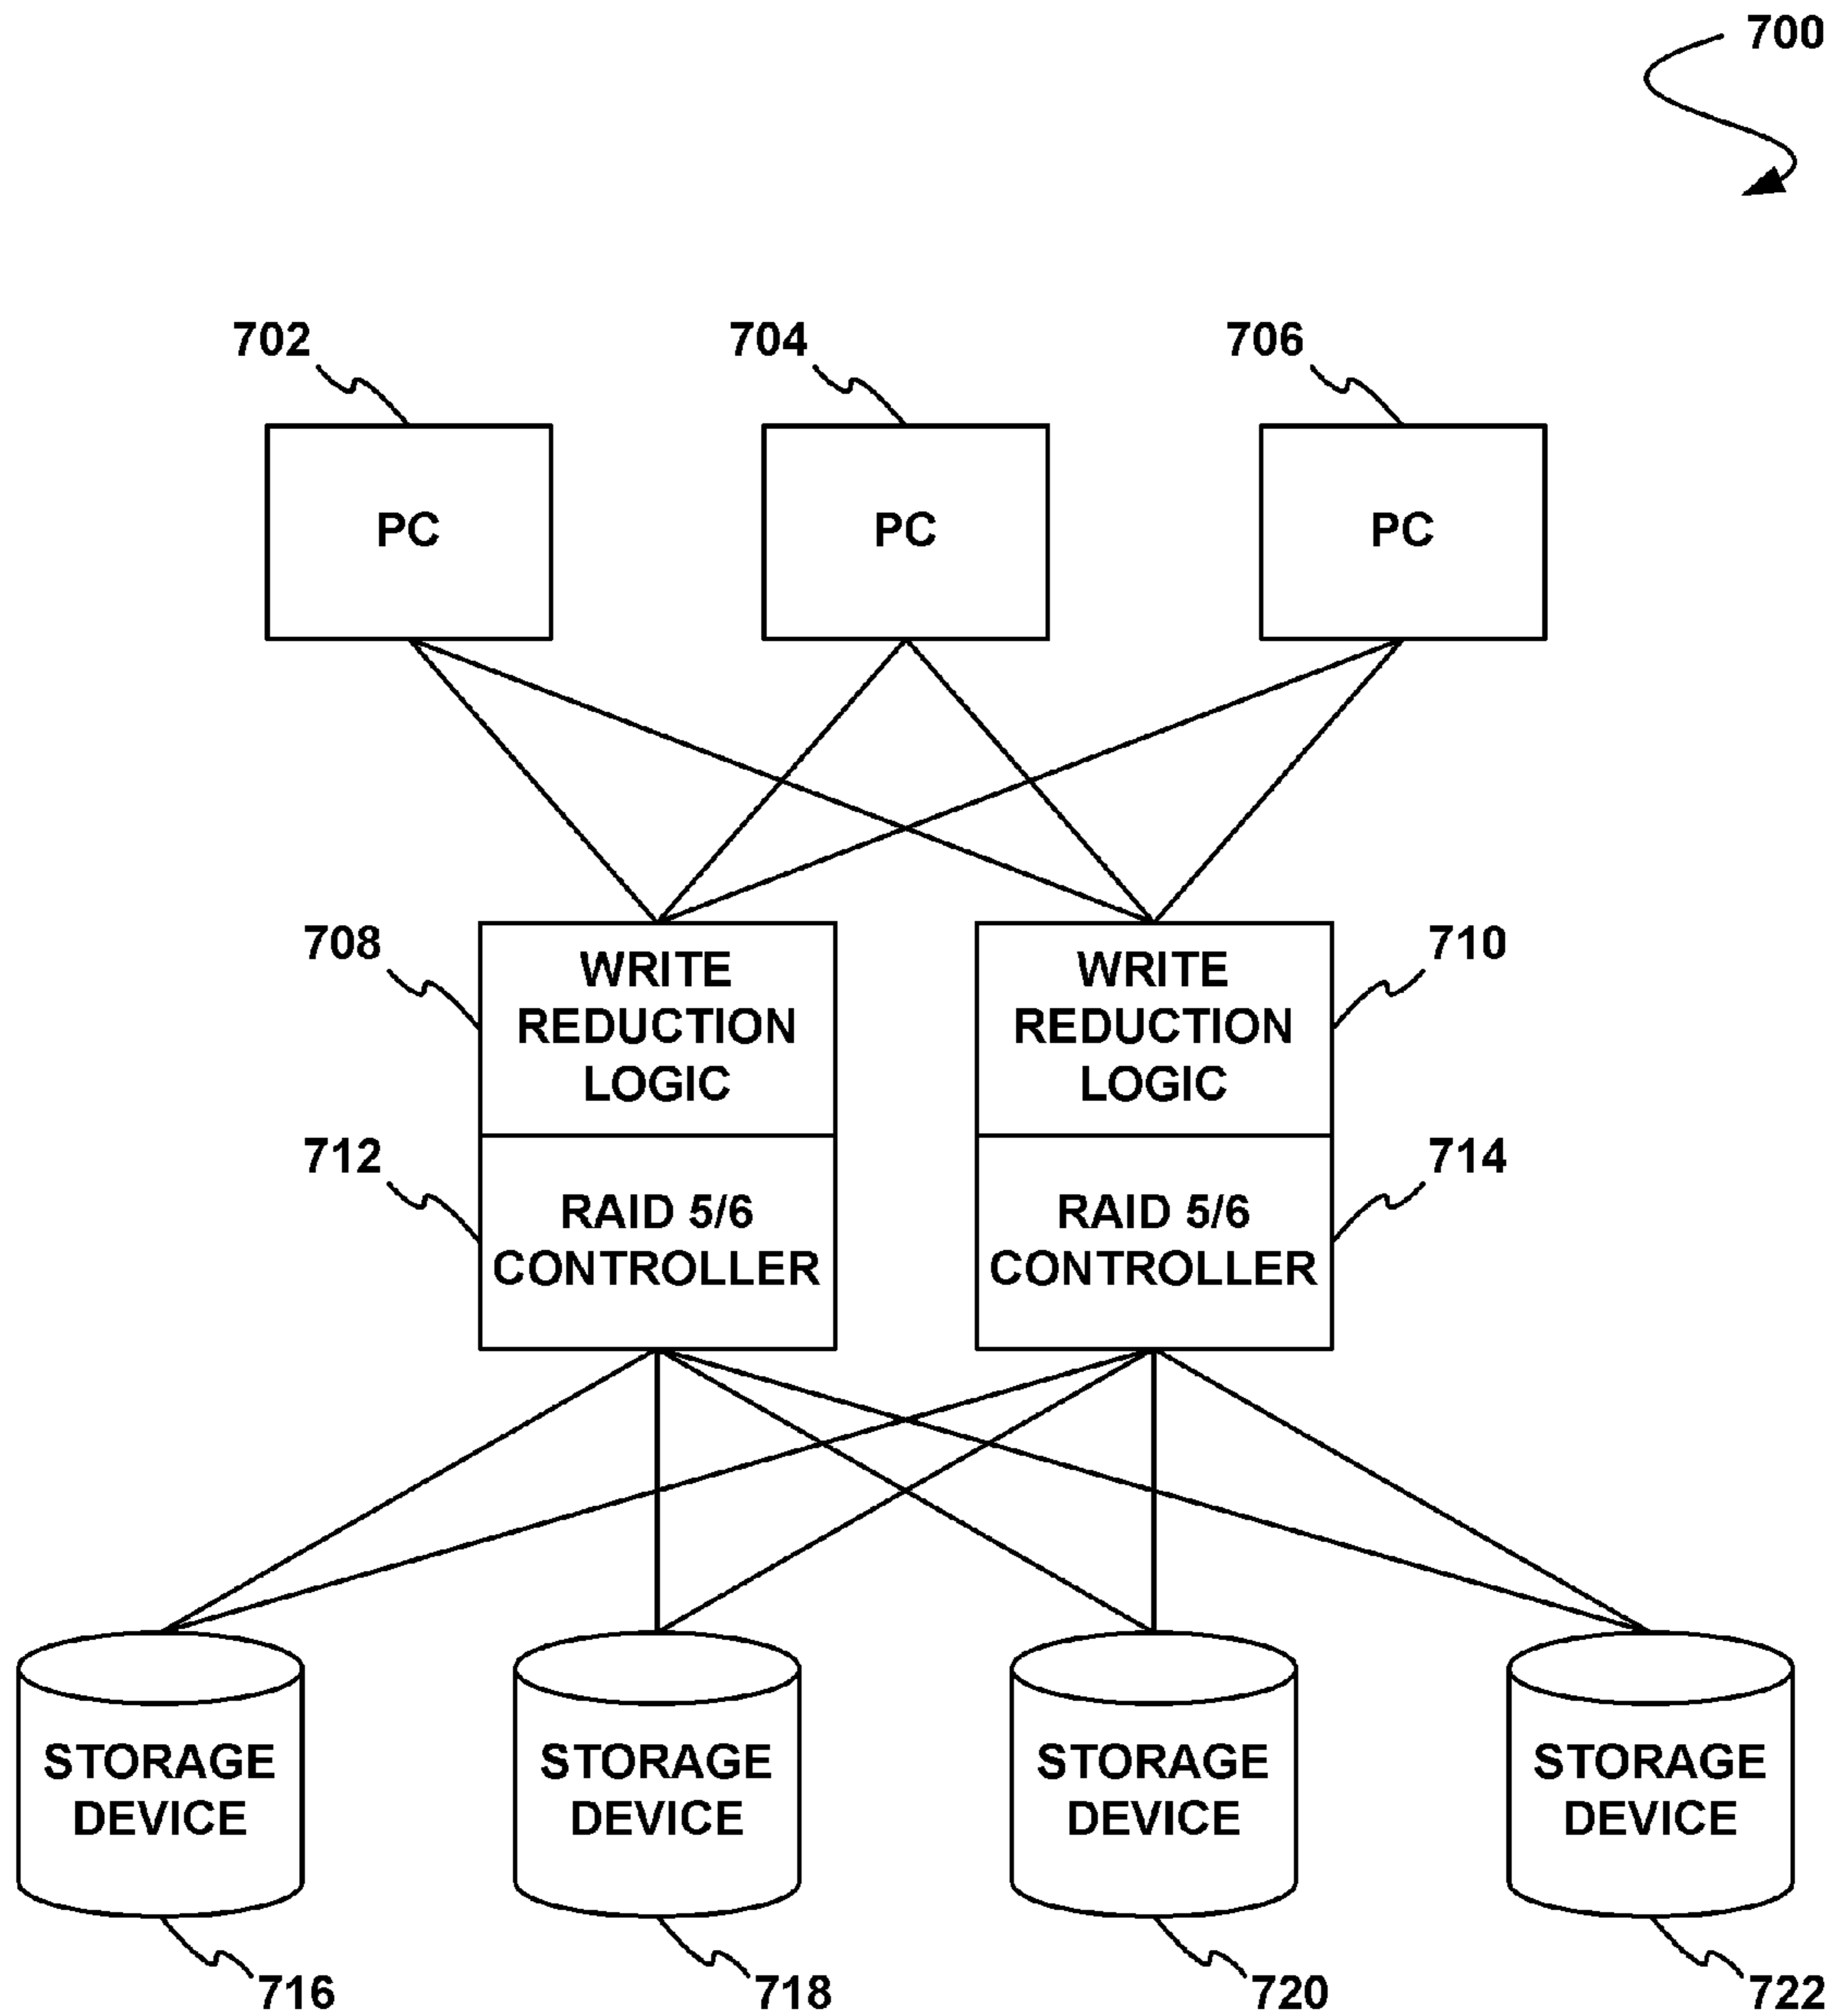 700
702
704
706
PC
PC
PC
708
WRITE
REDUCTION
LOGIC
WRITE
REDUCTION
LOGIC
710
712
RAID 5/6
CONTROLLER
RAID 5/6
CONTROLLER
714
STORAGE
DEVICE
STORAGE
DEVICE
STORAGE
DEVICE
STORAGE
DEVICE
716
718
720
722